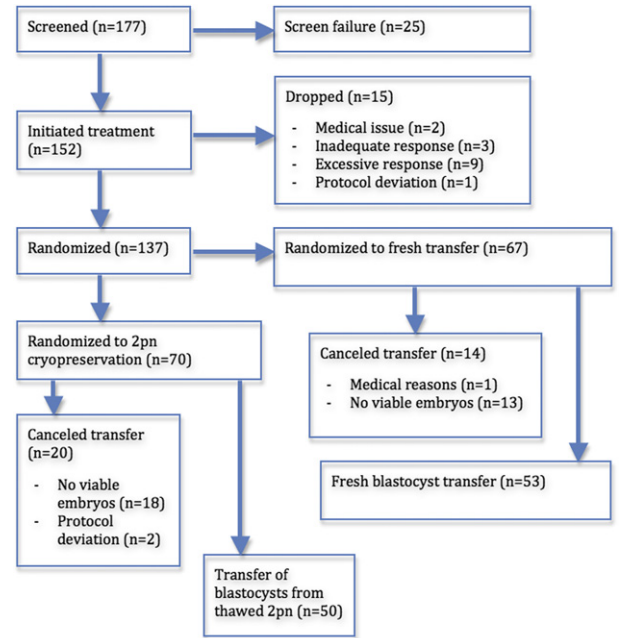 Screened (n=177)
Screen failure (n=25)
Dropped (n=15)
- Medical issue (n=2)
- Inadequate response (n=3)
- Excessive response (n=9)
- Protocol deviation (n=1)
Initiated treatment
(n=152)
Randomized (n=137)
Randomized to fresh transfer (n=67)
Randomized to 2pn
cryopreservation (n=70)
Canceled transfer (n=14)
- Medical reasons (n=1)
- No viable embryos (n=13)
Canceled transfer
(n=20)
- No viable
embryos (n=18)
- Protocol
deviation (n=2)
Fresh blastocyst transfer (n=53)
Transfer of
blastocysts from
thawed 2pn (n=50)